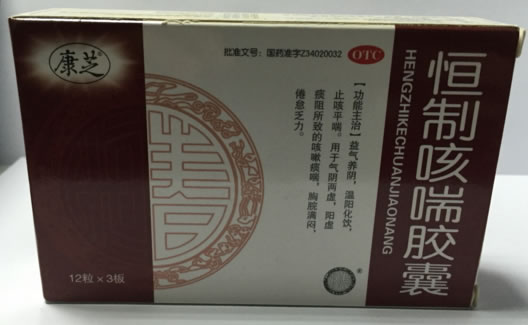 康芝
批准文号：国药准字Z34020032
OTC
【功能主治】益气养阴，温阳化饮，
止咳平喘。用于气阴两虚，阳虚
痰阻所致的咳嗽痰喘，胸脘满闷，
倦怠乏力。
恒制咳喘胶囊
HENGZHIKECHUANJIAONANG
12粒×3板